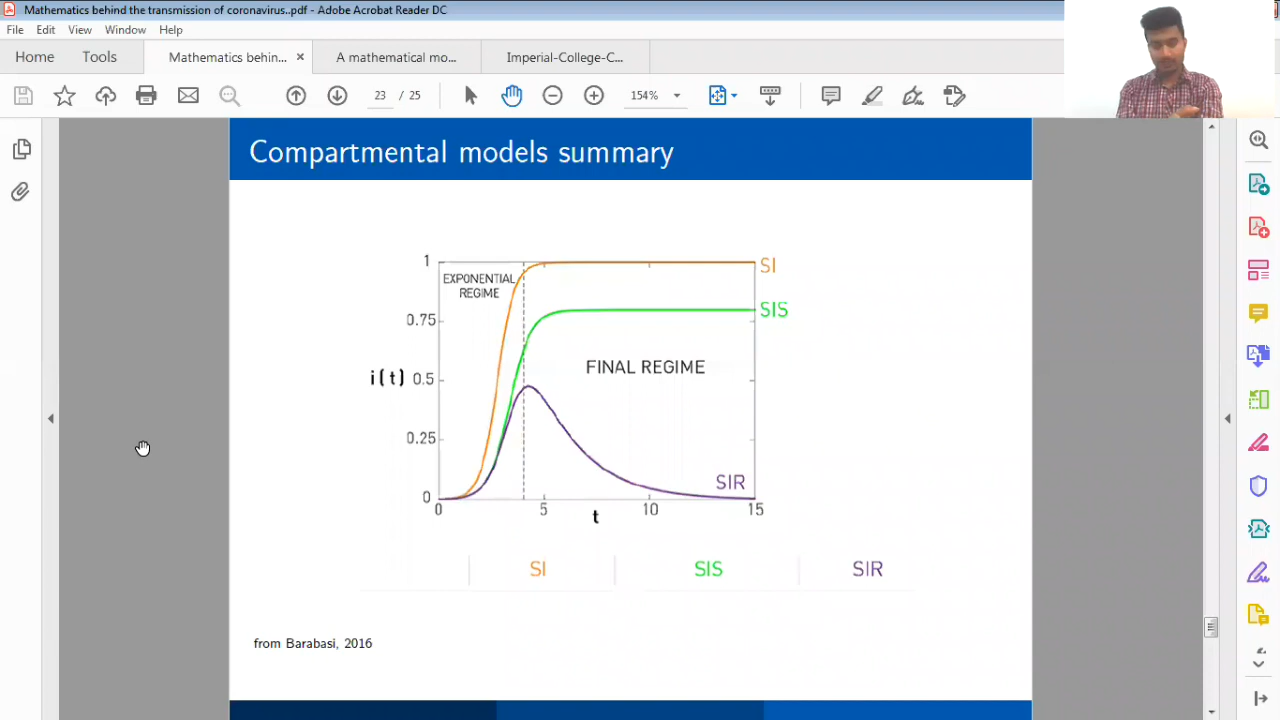 Mathematics behind the transmission of coronavirus..pdf - Adobe Acrobat Reader DC
File Edit View Window Help
Home Tools Mathematics behin... × A mathematical mo... Imperial-College-C...
23 / 25 154%
Compartmental models summary
1
EXPONENTIAL
REGIME
SI
0.75
SIS
FINAL REGIME
i(t) 0.5
0.25
SIR
0
0 5 10 15
t
SI SIS SIR
from Barabasi, 2016